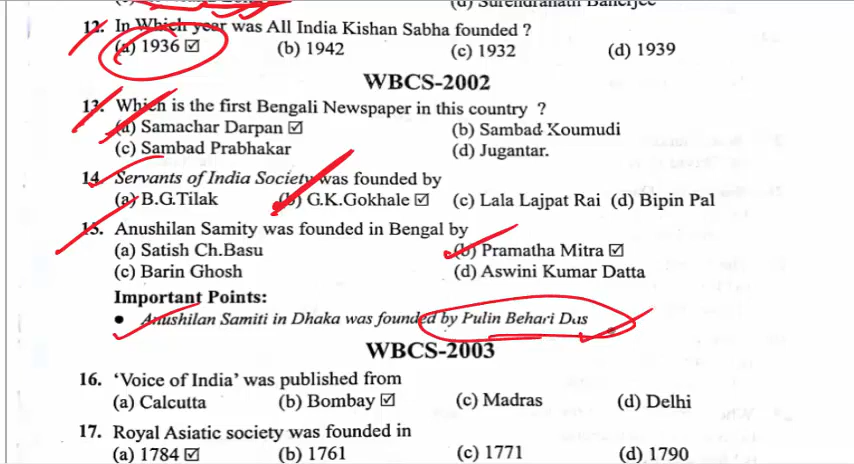 (d) Surendranath Banerjee
12. In Which year was All India Kishan Sabha founded ?
(a) 1936 ☑ (b) 1942 (c) 1932 (d) 1939
WBCS-2002
13. Which is the first Bengali Newspaper in this country ?
(a) Samachar Darpan ☑ (b) Sambad Koumudi
(c) Sambad Prabhakar (d) Jugantar.
14. Servants of India Society was founded by
(a) B.G.Tilak (b) G.K.Gokhale ☑ (c) Lala Lajpat Rai (d) Bipin Pal
15. Anushilan Samity was founded in Bengal by
(a) Satish Ch.Basu (b) Pramatha Mitra ☑
(c) Barin Ghosh (d) Aswini Kumar Datta
Important Points:
● Anushilan Samiti in Dhaka was founded by Pulin Behari Das
WBCS-2003
16. ‘Voice of India’ was published from
(a) Calcutta (b) Bombay ☑ (c) Madras (d) Delhi
17. Royal Asiatic society was founded in
(a) 1784 ☑ (b) 1761 (c) 1771 (d) 1790